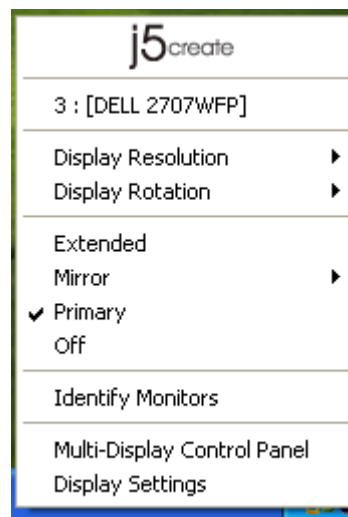 j5create
3 : [DELL 2707WFP]
Display Resolution
Display Rotation
Extended
Mirror
Primary
Off
Identify Monitors
Multi-Display Control Panel
Display Settings